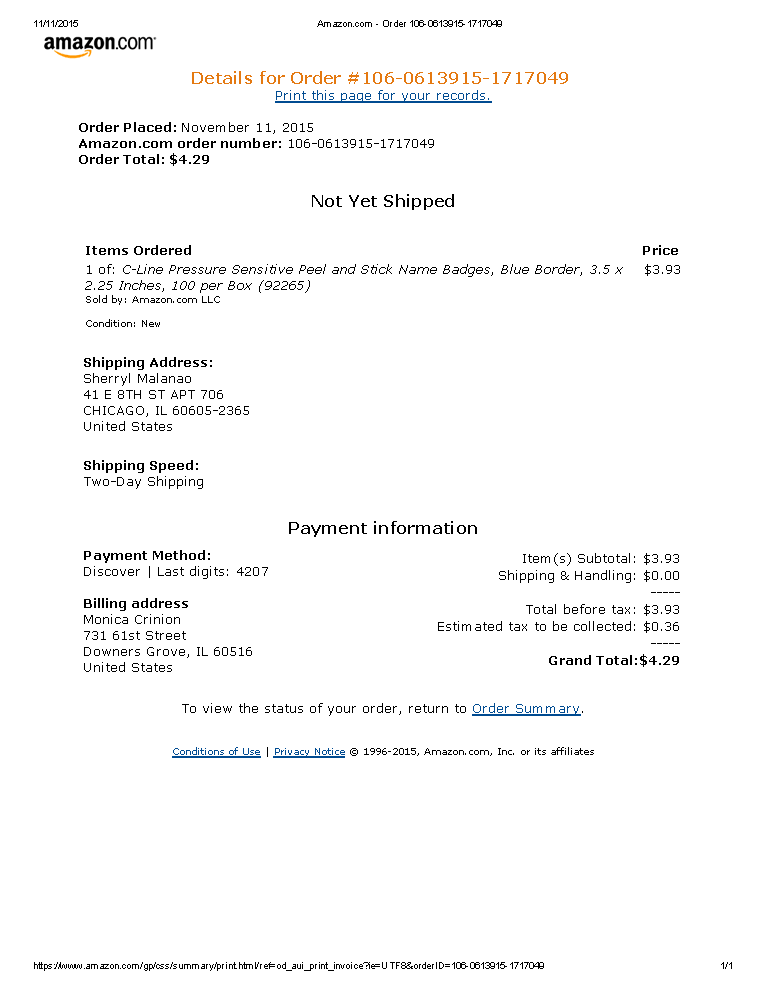 11/11/2015 Amazon.com - Order 106-0613915-1717049
amazon.com
Details for Order #106-0613915-1717049
Print this page for your records.
Order Placed: November 11, 2015
Amazon.com order number: 106-0613915-1717049
Order Total: $4.29
Not Yet Shipped
Items Ordered Price
1 of: C-Line Pressure Sensitive Peel and Stick Name Badges, Blue Border, 3.5 x $3.93
2.25 Inches, 100 per Box (92265)
Sold by: Amazon.com LLC
Condition: New
Shipping Address:
Sherryl Malanao
41 E 8TH ST APT 706
CHICAGO, IL 60605-2365
United States
Shipping Speed:
Two-Day Shipping
Payment information
Payment Method:
Discover | Last digits: 4207
Billing address
Monica Crinion
731 61st Street
Downers Grove, IL 60516
United States
Item(s) Subtotal: $3.93
Shipping & Handling: $0.00
-----
Total before tax: $3.93
Estimated tax to be collected: $0.36
-----
Grand Total:$4.29
To view the status of your order, return to Order Summary.
Conditions of Use | Privacy Notice © 1996-2015, Amazon.com, Inc. or its affiliates
https://www.amazon.com/gp/css/summary/print.html/ref=od_aui_print_invoice?ie=UTF8&orderID=106-0613915-1717049 1/1